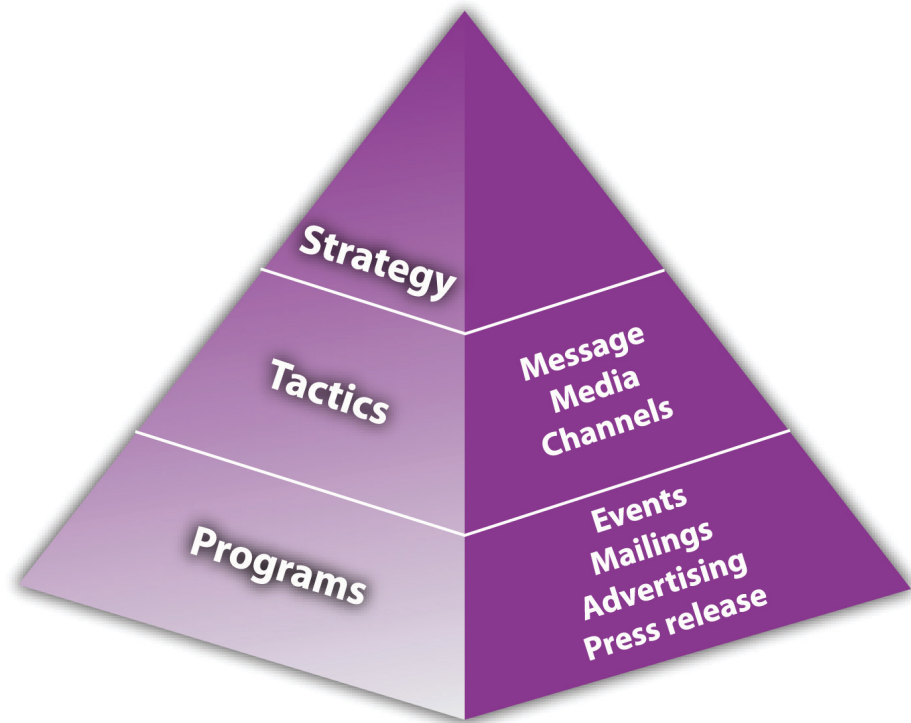 Strategy
Tactics
Message
Media
Channels
Programs
Events
Mailings
Advertising
Press release